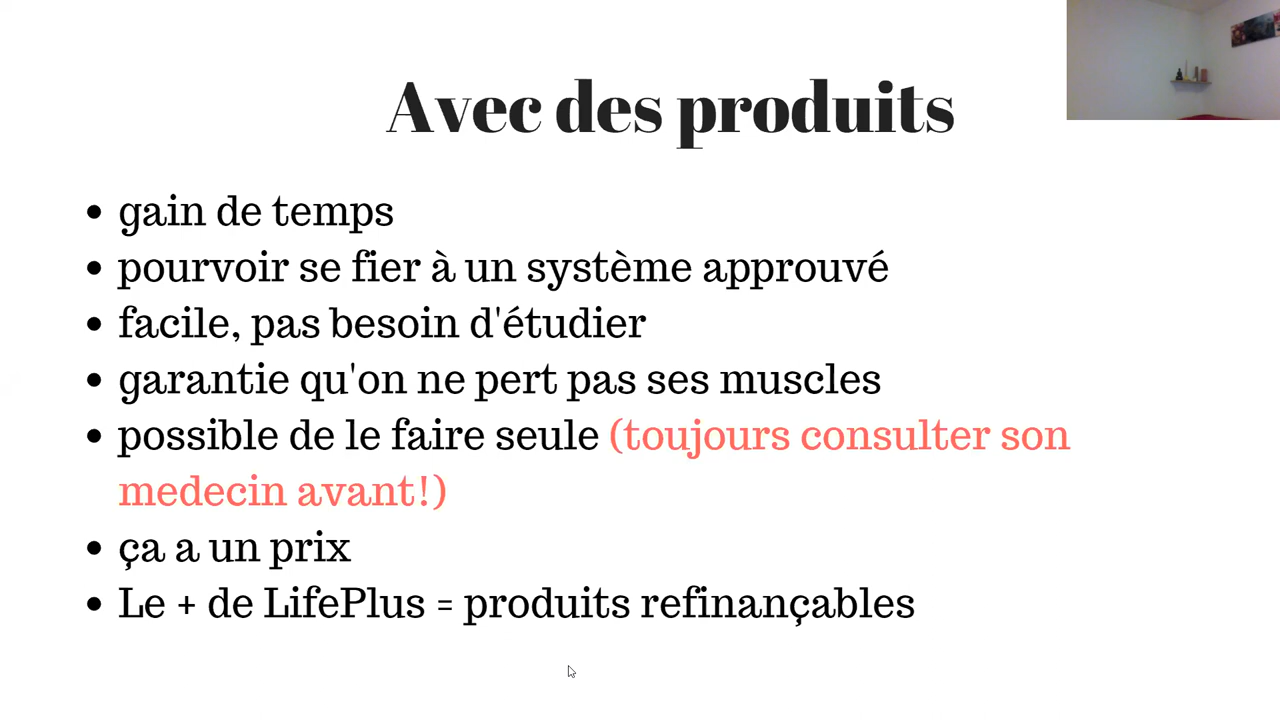 Avec des produits
• gain de temps
• pourvoir se fier à un système approuvé
• facile, pas besoin d'étudier
• garantie qu'on ne pert pas ses muscles
• possible de le faire seule (toujours consulter son
medecin avant!)
• ça a un prix
• Le + de LifePlus = produits refinançables